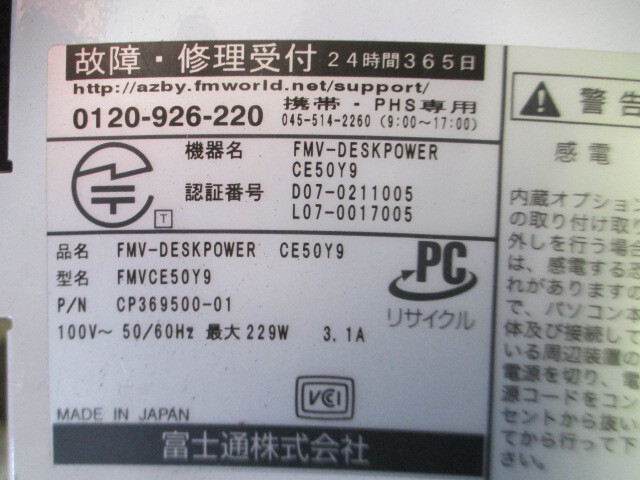 故障・修理受付 24時間365日
http://azby.fmworld.net/support/
0120-926-220 携帯・PHS専用
045-514-2260 (9:00〜17:00)
機器名 FMV-DESKPOWER
CE50Y9
認証番号 D07-0211005
L07-0017005
T
品名 FMV-DESKPOWER CE50Y9
型名 FMVCE50Y9
P/N CP369500-01
100V〜 50/60Hz 最大229W 3.1A
PC
リサイクル
VCCI
MADE IN JAPAN
富士通株式会社
警告
感電
内蔵オプション
の取り付け取り
外しを行う場合
は、感電する
れがあります
で、パソコン本
体及び接続して
いる周辺装置の
電源を切り、電
源コードをコン
セントから抜い
てから行って下
さい。